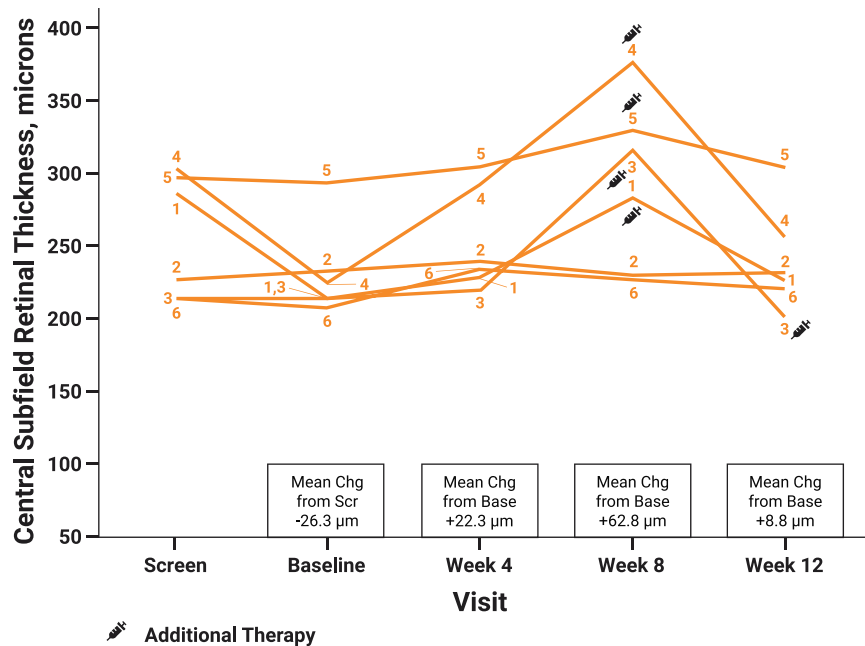 Central Subfield Retinal Thickness, microns
400
350
300
250
200
150
100
50
4
5
1
2
3
6
5
2
1,3
4
6
5
4
2
6
1
3
4
5
3
1
2
6
5
4
2
1
6
3
Mean Chg
from Scr
-26.3 µm
Mean Chg
from Base
+22.3 µm
Mean Chg
from Base
+62.8 µm
Mean Chg
from Base
+8.8 µm
Screen
Baseline
Week 4
Week 8
Week 12
Visit
Additional Therapy